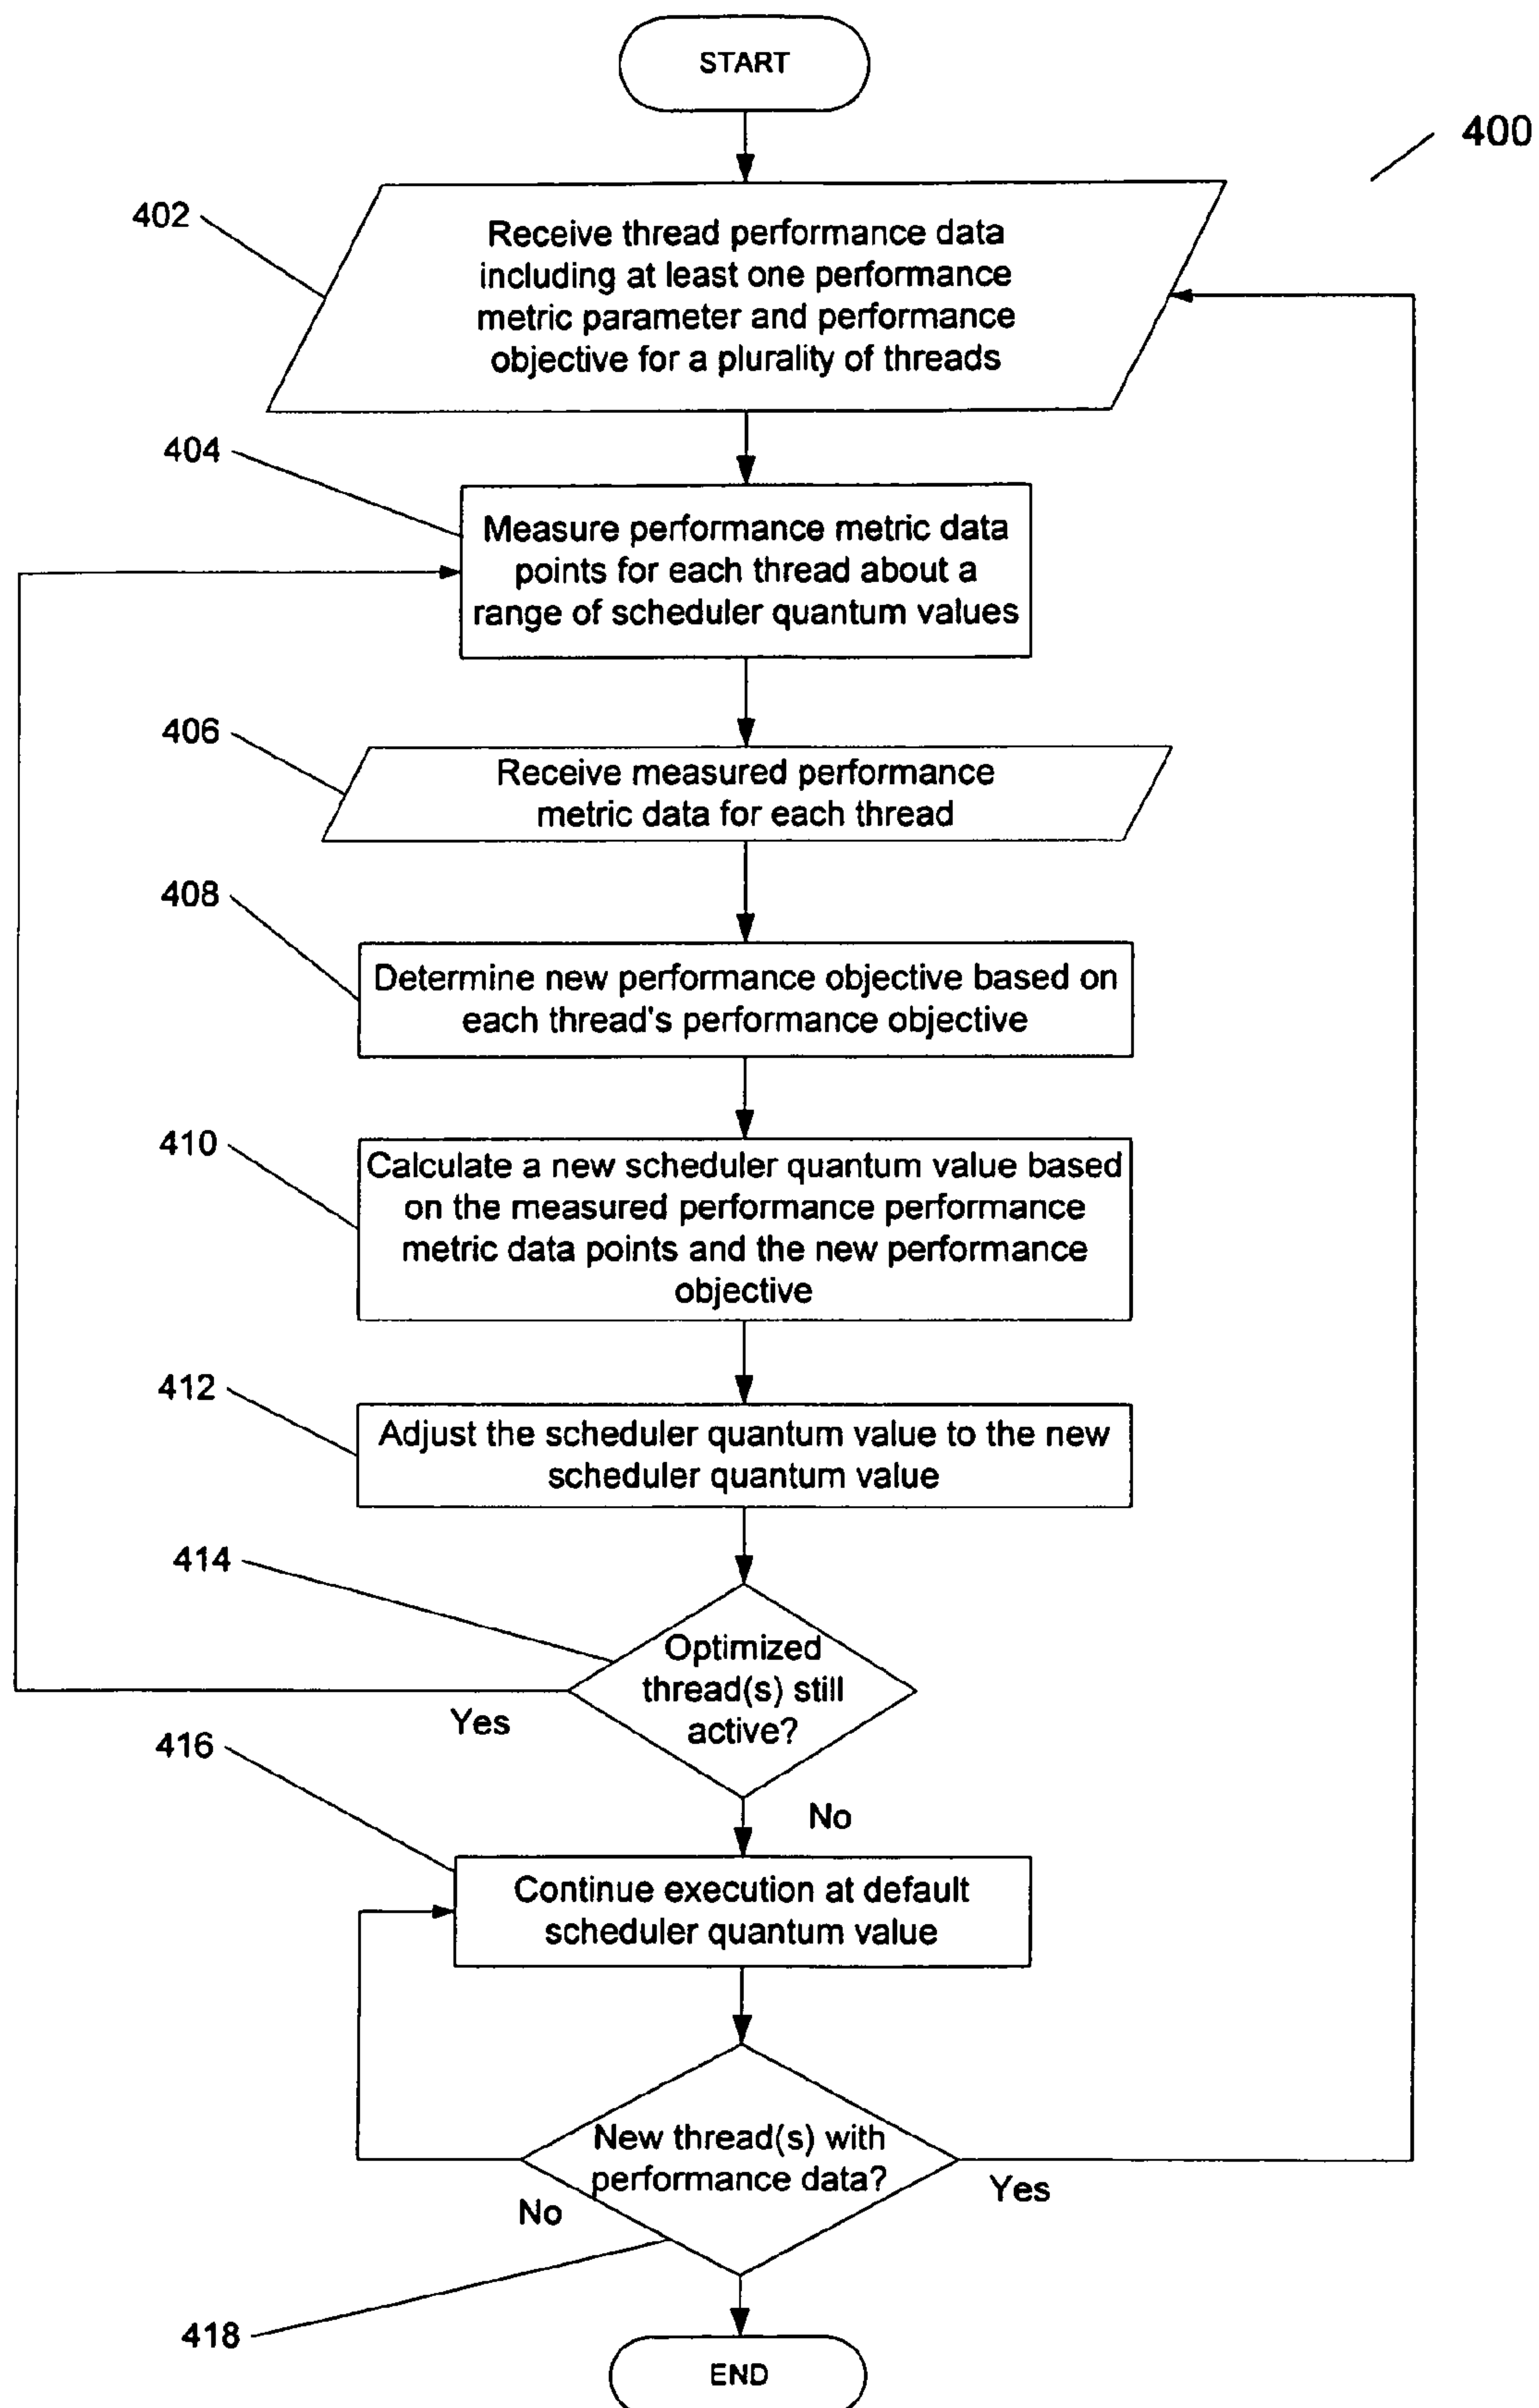 START
400
402
Receive thread performance data
including at least one performance
metric parameter and performance
objective for a plurality of threads
404
Measure performance metric data
points for each thread about a
range of scheduler quantum values
406
Receive measured performance
metric data for each thread
408
Determine new performance objective based on
each thread's performance objective
410
Calculate a new scheduler quantum value based
on the measured performance performance
metric data points and the new performance
objective
412
Adjust the scheduler quantum value to the new
scheduler quantum value
414
Optimized
thread(s) still
active?
Yes
416
No
Continue execution at default
scheduler quantum value
New thread(s) with
performance data?
Yes
No
418
END